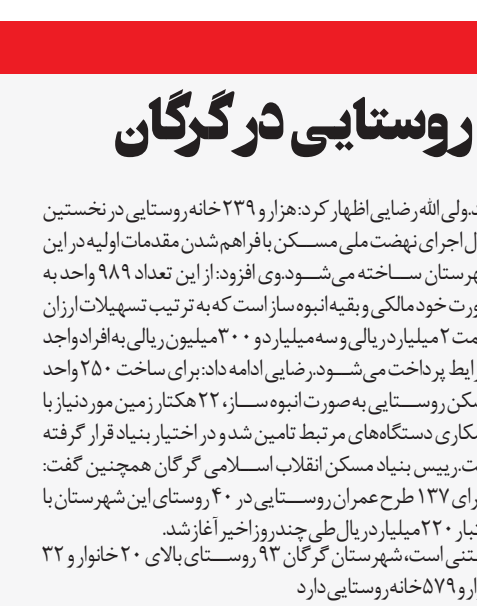 روستایی در گرگان
د.ولی الله رضایی اظهار کرد: هزار و ۲۳۹ خانه روستایی در نخستین
ل اجرای نهضت ملی مسکن با فراهم شدن مقدمات اولیه در این
هرستان ساخته می‌شود.وی افزود: از این تعداد ۹۸۹ واحد به
ورت خودمالکی و بقیه انبوه ساز است که به ترتیب تسهیلات ارزان
مت ۲ میلیارد ریالی و سه میلیارد و ۳۰۰ میلیون ریالی به افراد واجد
رایط پرداخت می‌شود.رضایی ادامه داد: برای ساخت ۲۵۰ واحد
سکن روستایی به صورت انبوه ساز، ۲۲ هکتار زمین مورد نیاز با
مکاری دستگاه‌های مرتبط تامین شد و در اختیار بنیاد قرار گرفته
ت.رییس بنیاد مسکن انقلاب اسلامی گرگان همچنین گفت:
رای ۱۳۷ طرح عمران روستایی در ۴۰ روستای این شهرستان با
تبار ۲۲۰ میلیارد ریال طی چند روز اخیر آغاز شد.
تنی است، شهرستان گرگان ۹۳ روستای بالای ۲۰ خانوار و ۳۲
ار و ۵۷۹ خانه روستایی دارد